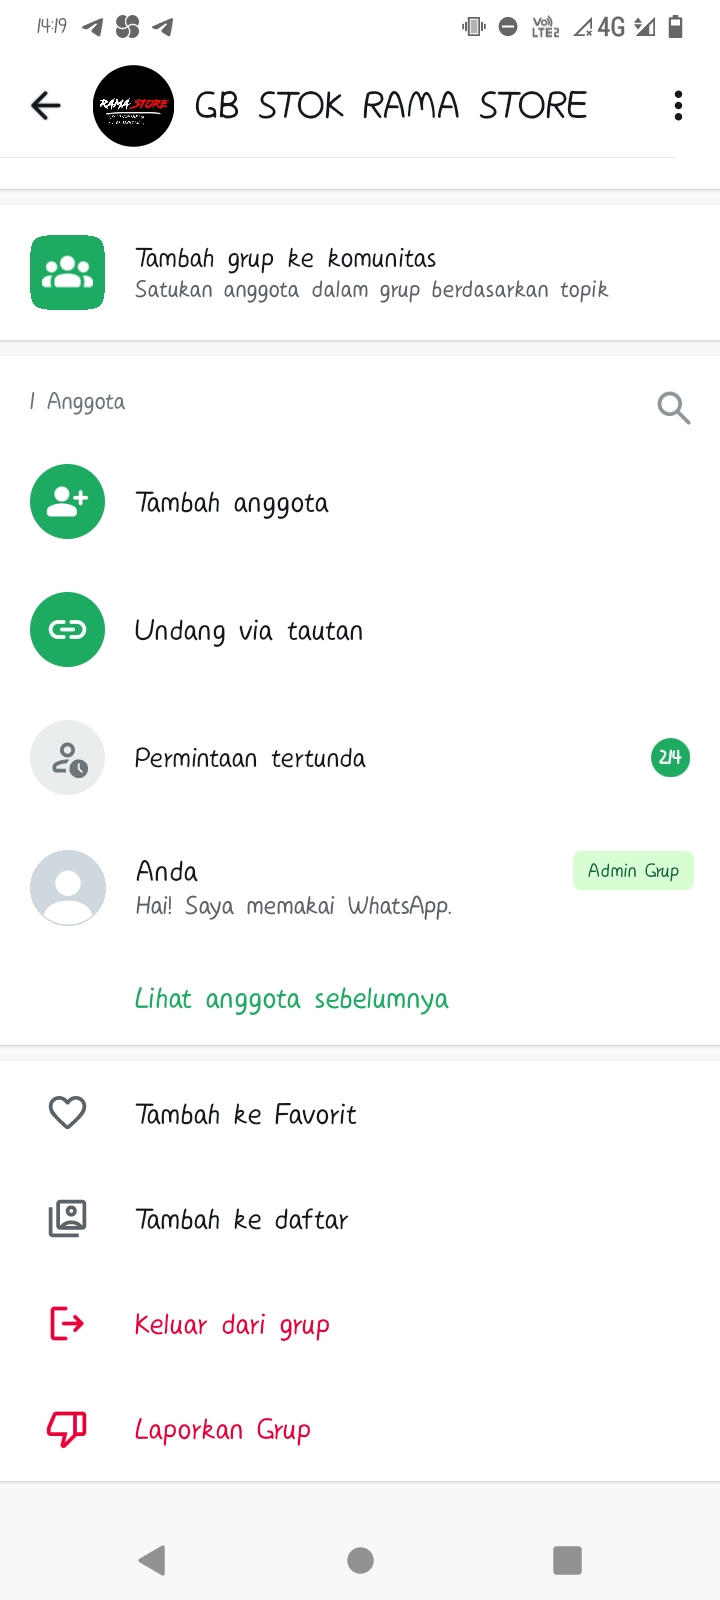 14:19 Vo) LTE2 4G
RAMA STORE
GB STOK RAMA STORE
Tambah grup ke komunitas
Satukan anggota dalam grup berdasarkan topik
1 Anggota
Tambah anggota
Undang via tautan
Permintaan tertunda 214
Anda Admin Grup
Hai! Saya memakai WhatsApp.
Lihat anggota sebelumnya
Tambah ke Favorit
Tambah ke daftar
Keluar dari grup
Laporkan Grup